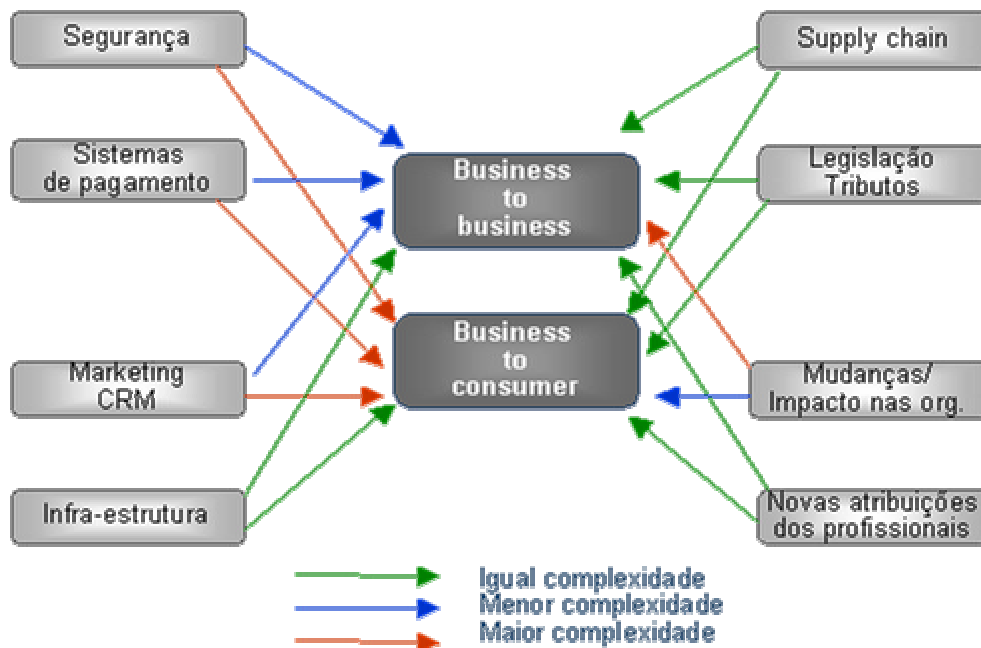 Segurança
Supply chain
Sistemas
de pagamento
Business
to
business
Legislação
Tributos
Business
to
consumer
Marketing
CRM
Mudanças/
Impacto nas org.
Infra-estrutura
Novas atribuições
dos profissionais
Igual complexidade
Menor complexidade
Maior complexidade